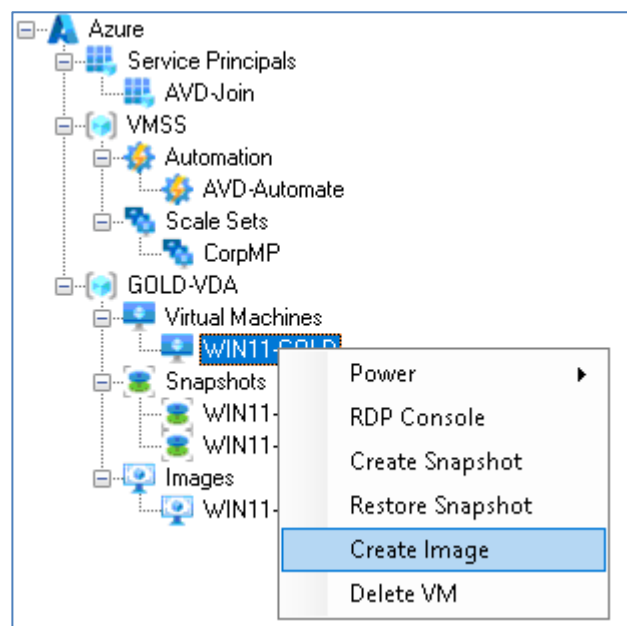 Azure
Service Principals
AVD-Join
VMSS
Automation
AVD-Automate
Scale Sets
CorpMP
GOLD-VDA
Virtual Machines
WIN11-GOLD
Snapshots
WIN11-
WIN11-
Images
WIN11-
Power
RDP Console
Create Snapshot
Restore Snapshot
Create Image
Delete VM